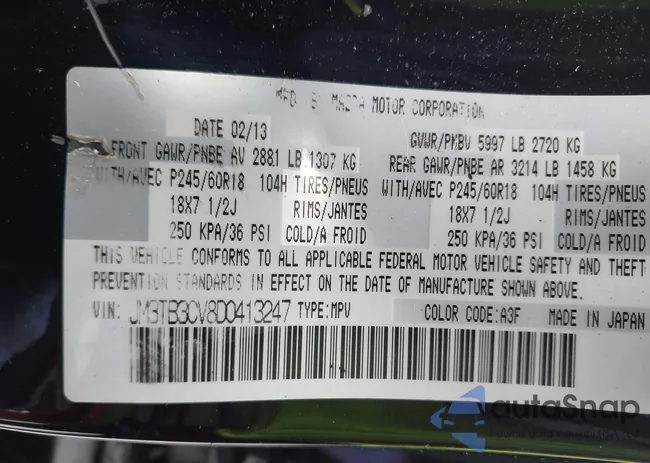 MFD BY MAZDA MOTOR CORPORATION
DATE 02/13 GVWR/PNBV 5997 LB 2720 KG
FRONT GAWR/PNBE AV 2881 LB 1307 KG REAR GAWR/PNBE AR 3214 LB 1458 KG
WITH/AVEC P245/60R18 104H TIRES/PNEUS WITH/AVEC P245/60R18 104H TIRES/PNEUS
18X7 1/2J RIMS/JANTES 18X7 1/2J RIMS/JANTES
250 KPA/36 PSI COLD/A FROID 250 KPA/36 PSI COLD/A FROID
THIS VEHICLE CONFORMS TO ALL APPLICABLE FEDERAL MOTOR VEHICLE SAFETY AND THEFT
PREVENTION STANDARDS IN EFFECT ON THE DATE OF MANUFACTURE SHOWN ABOVE.
VIN: JM3TB3CV8D0413247 TYPE:MPV COLOR CODE:A3F MADE IN JAPAN
autoSnap